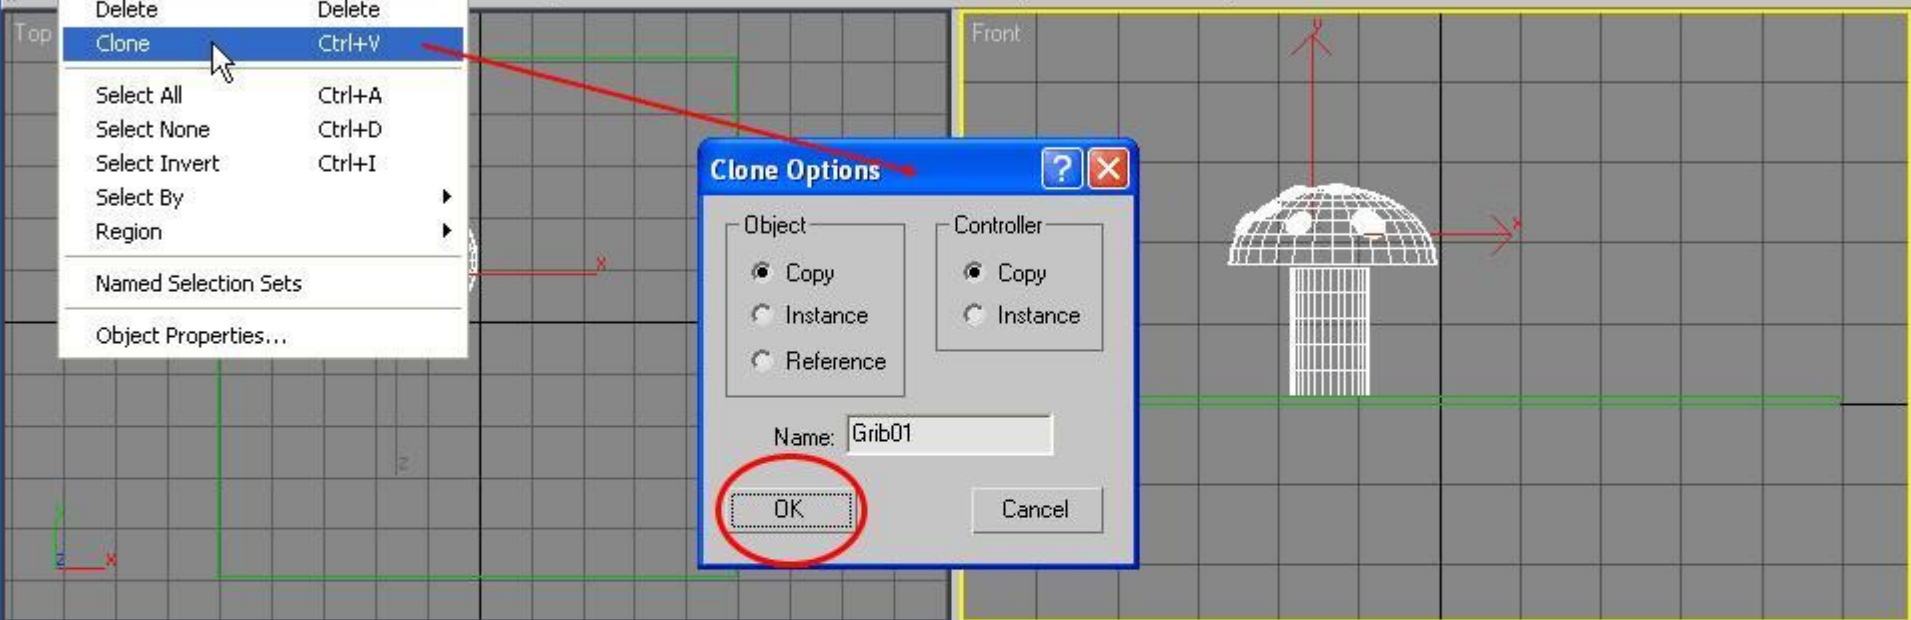 Delete Delete
Clone Ctrl+V
Select All Ctrl+A
Select None Ctrl+D
Select Invert Ctrl+I
Select By
Region
Named Selection Sets
Object Properties...
Top
x
z
y
z x
Clone Options ?
Object
Copy
Instance
Reference
Controller
Copy
Instance
Name: Grib01
OK Cancel
Front
y
x